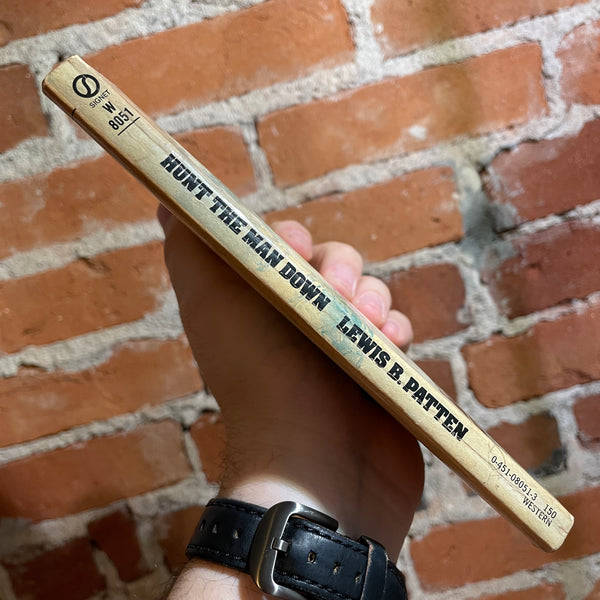 SIGNET
W
8051
HUNT THE MAN DOWN LEWIS B. PATTEN
0-451-08051-3 150
WESTERN